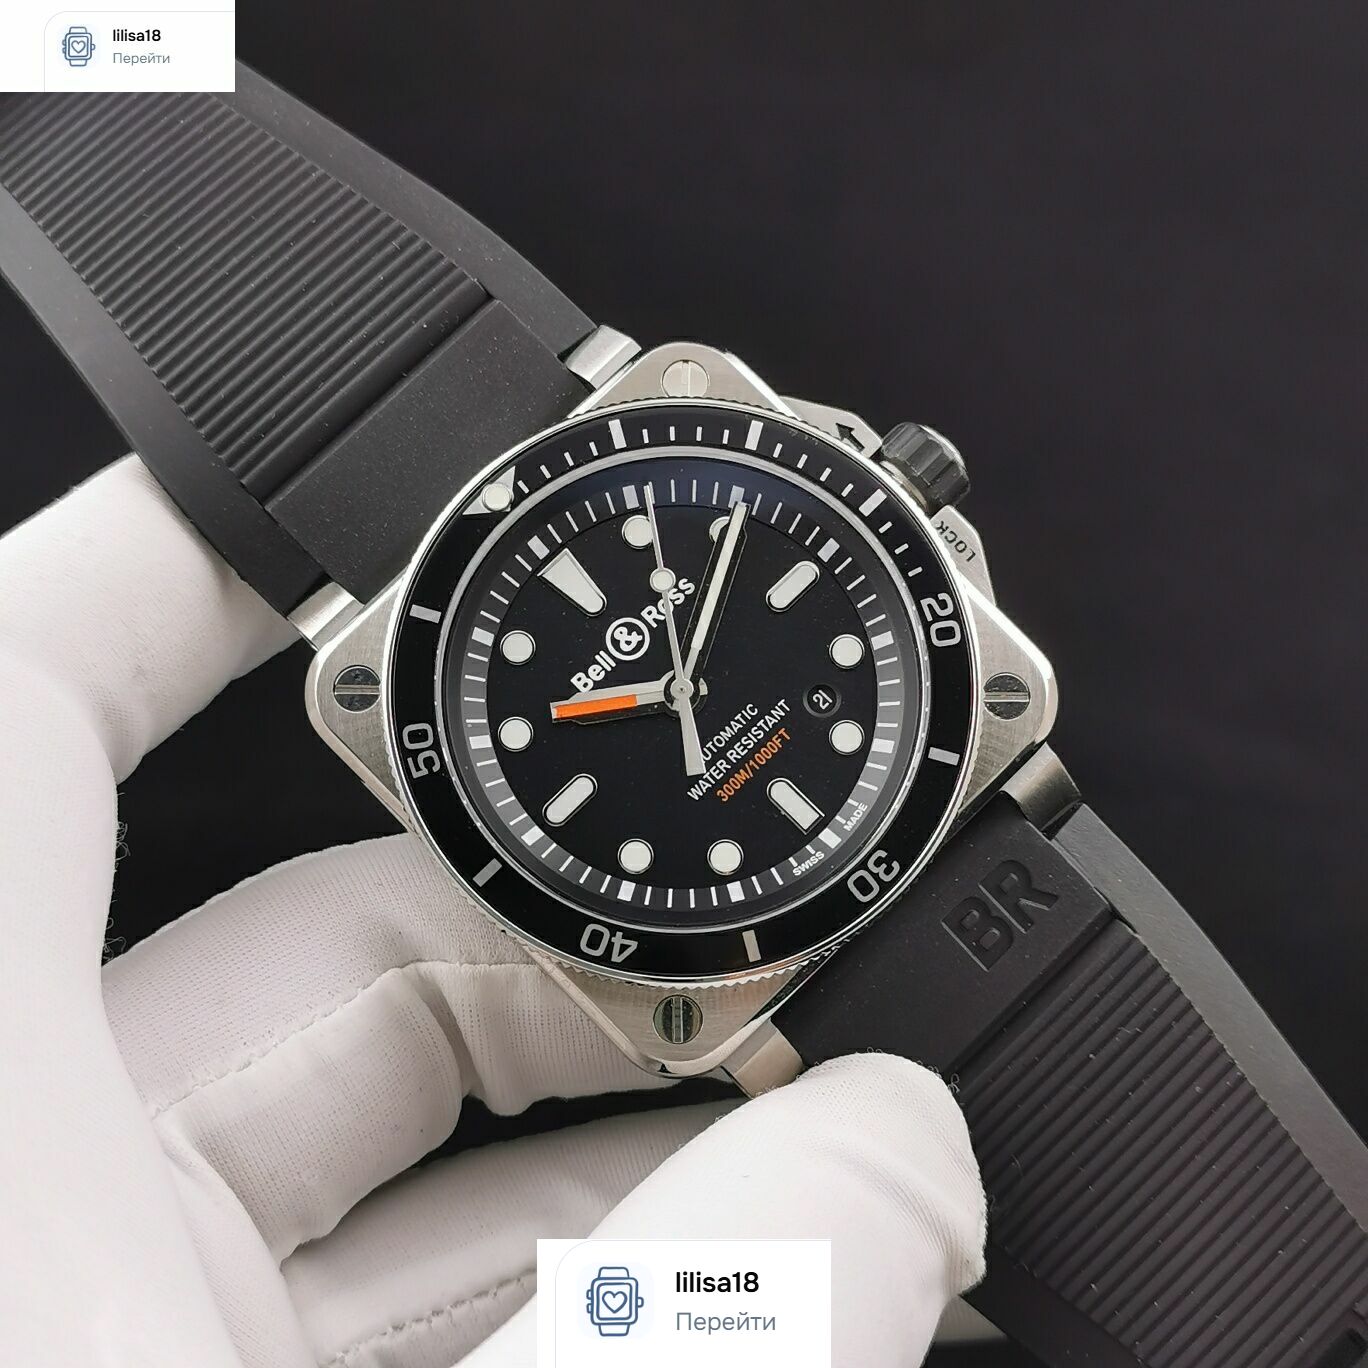 lilisa18
Перейти
LOCK
20
Bell & Ross
50
21
AUTOMATIC
WATER RESISTANT
300M/1000FT
SWISS MADE
30
BR
40
lilisa18
Перейти